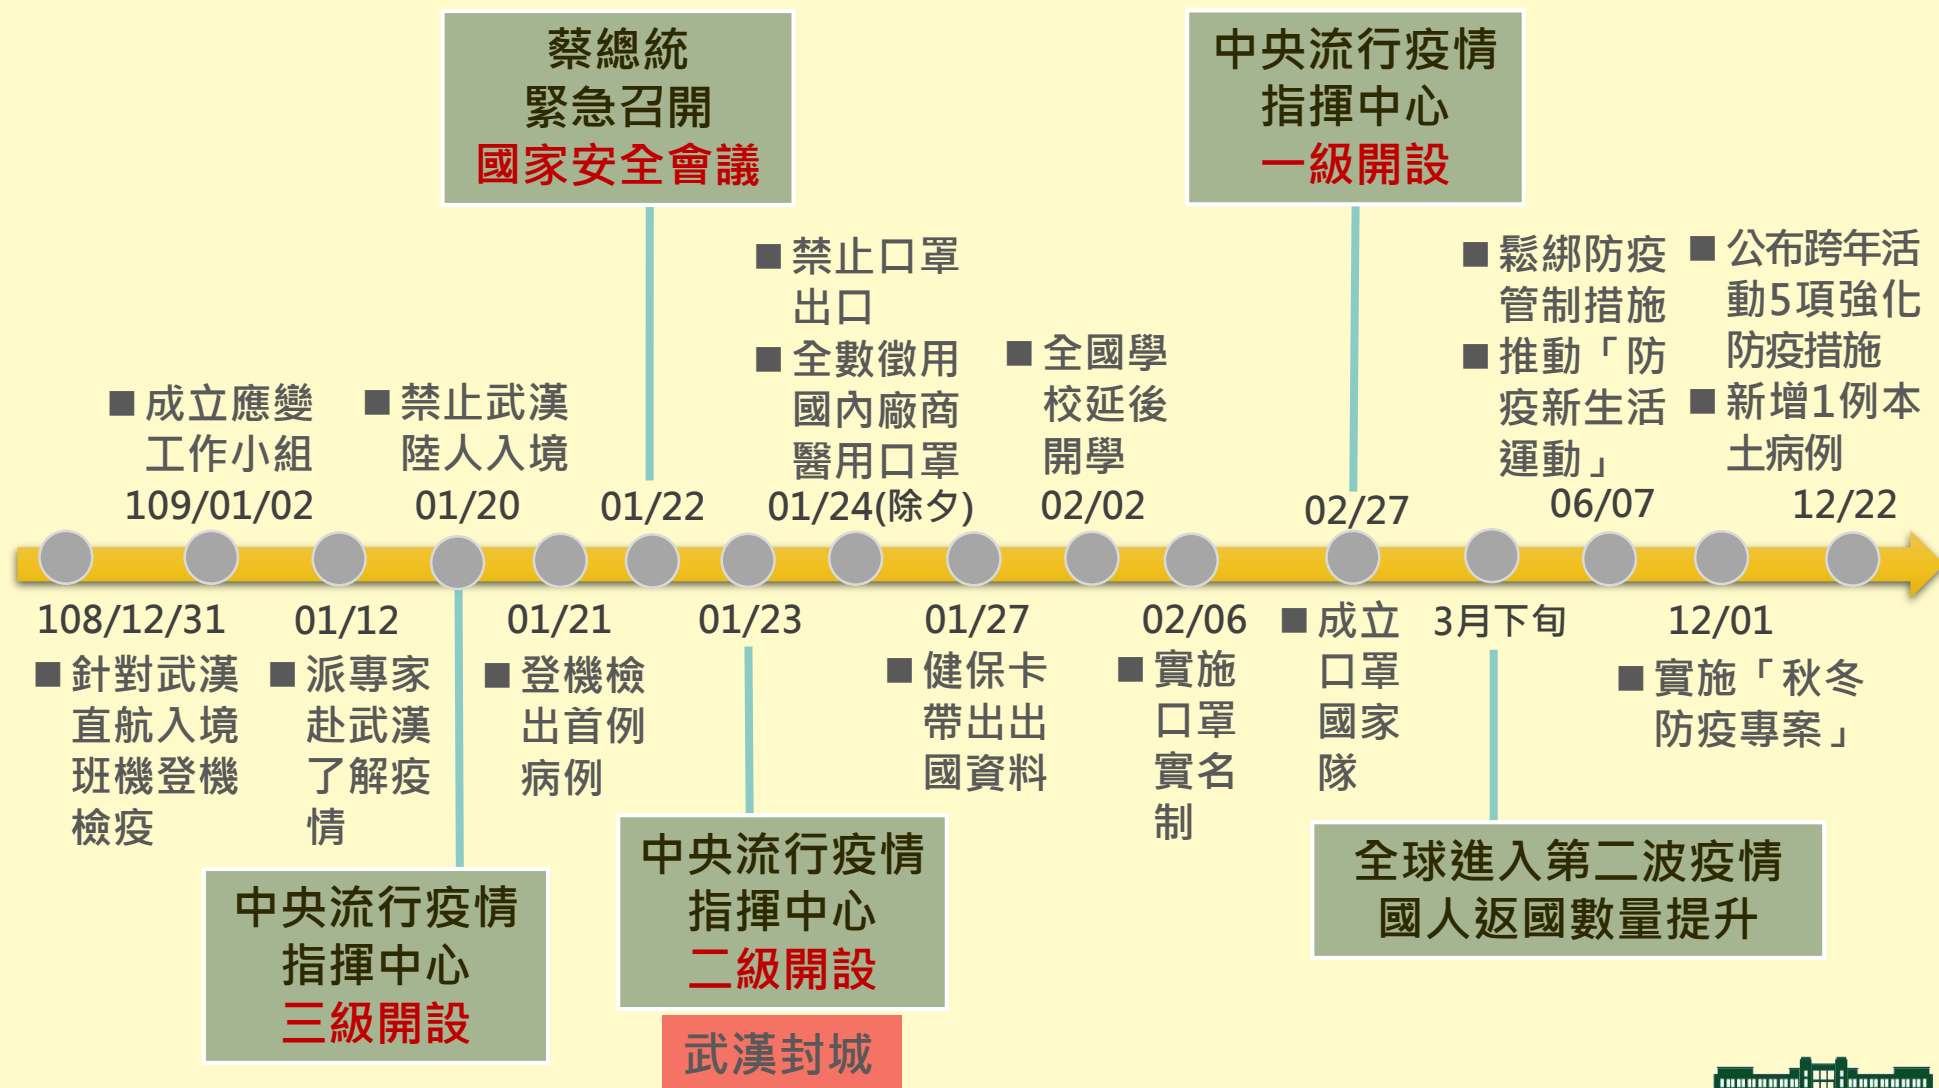 蔡總統
緊急召開
國家安全會議
中央流行疫情
指揮中心
一級開設
■ 成立應變
工作小組
109/01/02
■ 禁止武漢
陸人入境
01/20
01/22
■ 禁止口罩
出口
■ 全數徵用
國內廠商
醫用口罩
01/24(除夕)
■ 全國學
校延後
開學
02/02
02/27
■ 鬆綁防疫
管制措施
■ 推動「防
疫新生活
運動」
06/07
■ 公布跨年活
動5項強化
防疫措施
■ 新增1例本
土病例
12/22
108/12/31
■ 針對武漢
直航入境
班機登機
檢疫
01/12
■ 派專家
赴武漢
了解疫
情
01/21
■ 登機檢
出首例
病例
01/23
01/27
■ 健保卡
帶出出
國資料
02/06
■ 實施
口罩
實名
制
■ 成立
口罩
國家
隊
3月下旬
12/01
■ 實施「秋冬
防疫專案」
中央流行疫情
指揮中心
三級開設
中央流行疫情
指揮中心
二級開設
武漢封城
全球進入第二波疫情
國人返國數量提升